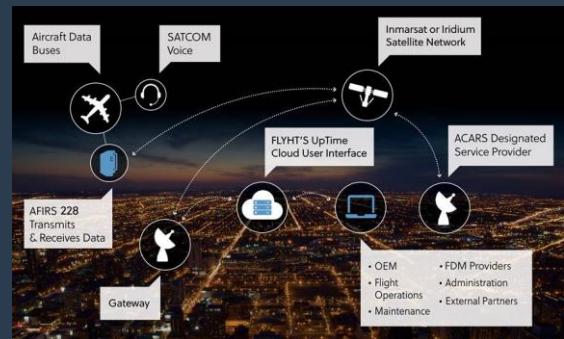 Aircraft Data
Buses
SATCOM
Voice
Inmarsat or Iridium
Satellite Network
FLYHT'S UpTime
Cloud User Interface
ACARS Designated
Service Provider
AFIRS 228
Transmits
& Receives Data
Gateway
• OEM
• Flight
Operations
• Maintenance
• FDM Providers
• Administration
• External Partners